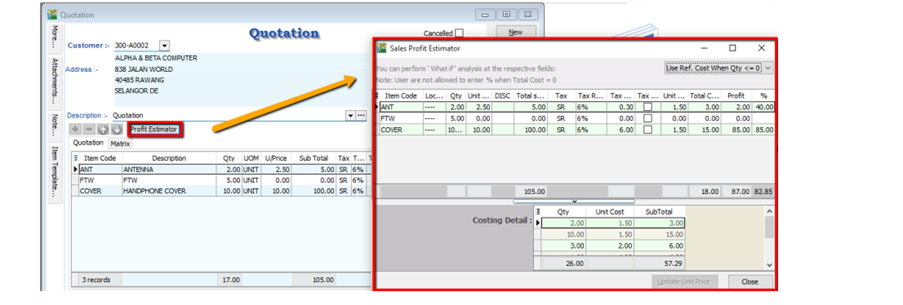 Quotation
More...
Attachments...
Note...
Item Template...
Quotation
Cancelled
New
Customer :- 300-A0002
ALPHA & BETA COMPUTER
Address :- 838 JALAN WORLD
40485 RAWANG
SELANGOR DE
Description :- Quotation
Profit Estimator
Quotation Matrix
Item Code Description Qty UOM U/Price Sub Total Tax T...
ANT ANTENNA 2.00 UNIT 2.50 5.00 SR 6%
FTW FTW 5.00 UNIT 0.00 0.00 SR 6%
COVER HANDPHONE COVER 10.00 UNIT 10.00 100.00 SR 6%
3 records 17.00 105.00
Sales Profit Estimator
You can perform ' What if ' analysis at the respective fields:
Use Ref. Cost When Qty <= 0
Note: User are not allowed to enter % when Total Cost = 0
Item Code Loc... Qty Unit ... DISC Total s... Tax Tax R... Tax ... Tax ... Unit ... Total C... Profit %
ANT ---- 2.00 2.50 5.00 SR 6% 0.30 1.50 3.00 2.00 40.00
FTW ---- 5.00 0.00 0.00 SR 6% 0.00 0.00 0.00 0.00 0.00
COVER ---- 10... 10.00 100.00 SR 6% 6.00 1.50 15.00 85.00 85.00
105.00 18.00 87.00 82.85
Costing Detail :
Qty Unit Cost SubTotal
2.00 1.50 3.00
10.00 1.50 15.00
3.00 2.00 6.00
26.00 57.29
Update Unit Price Close